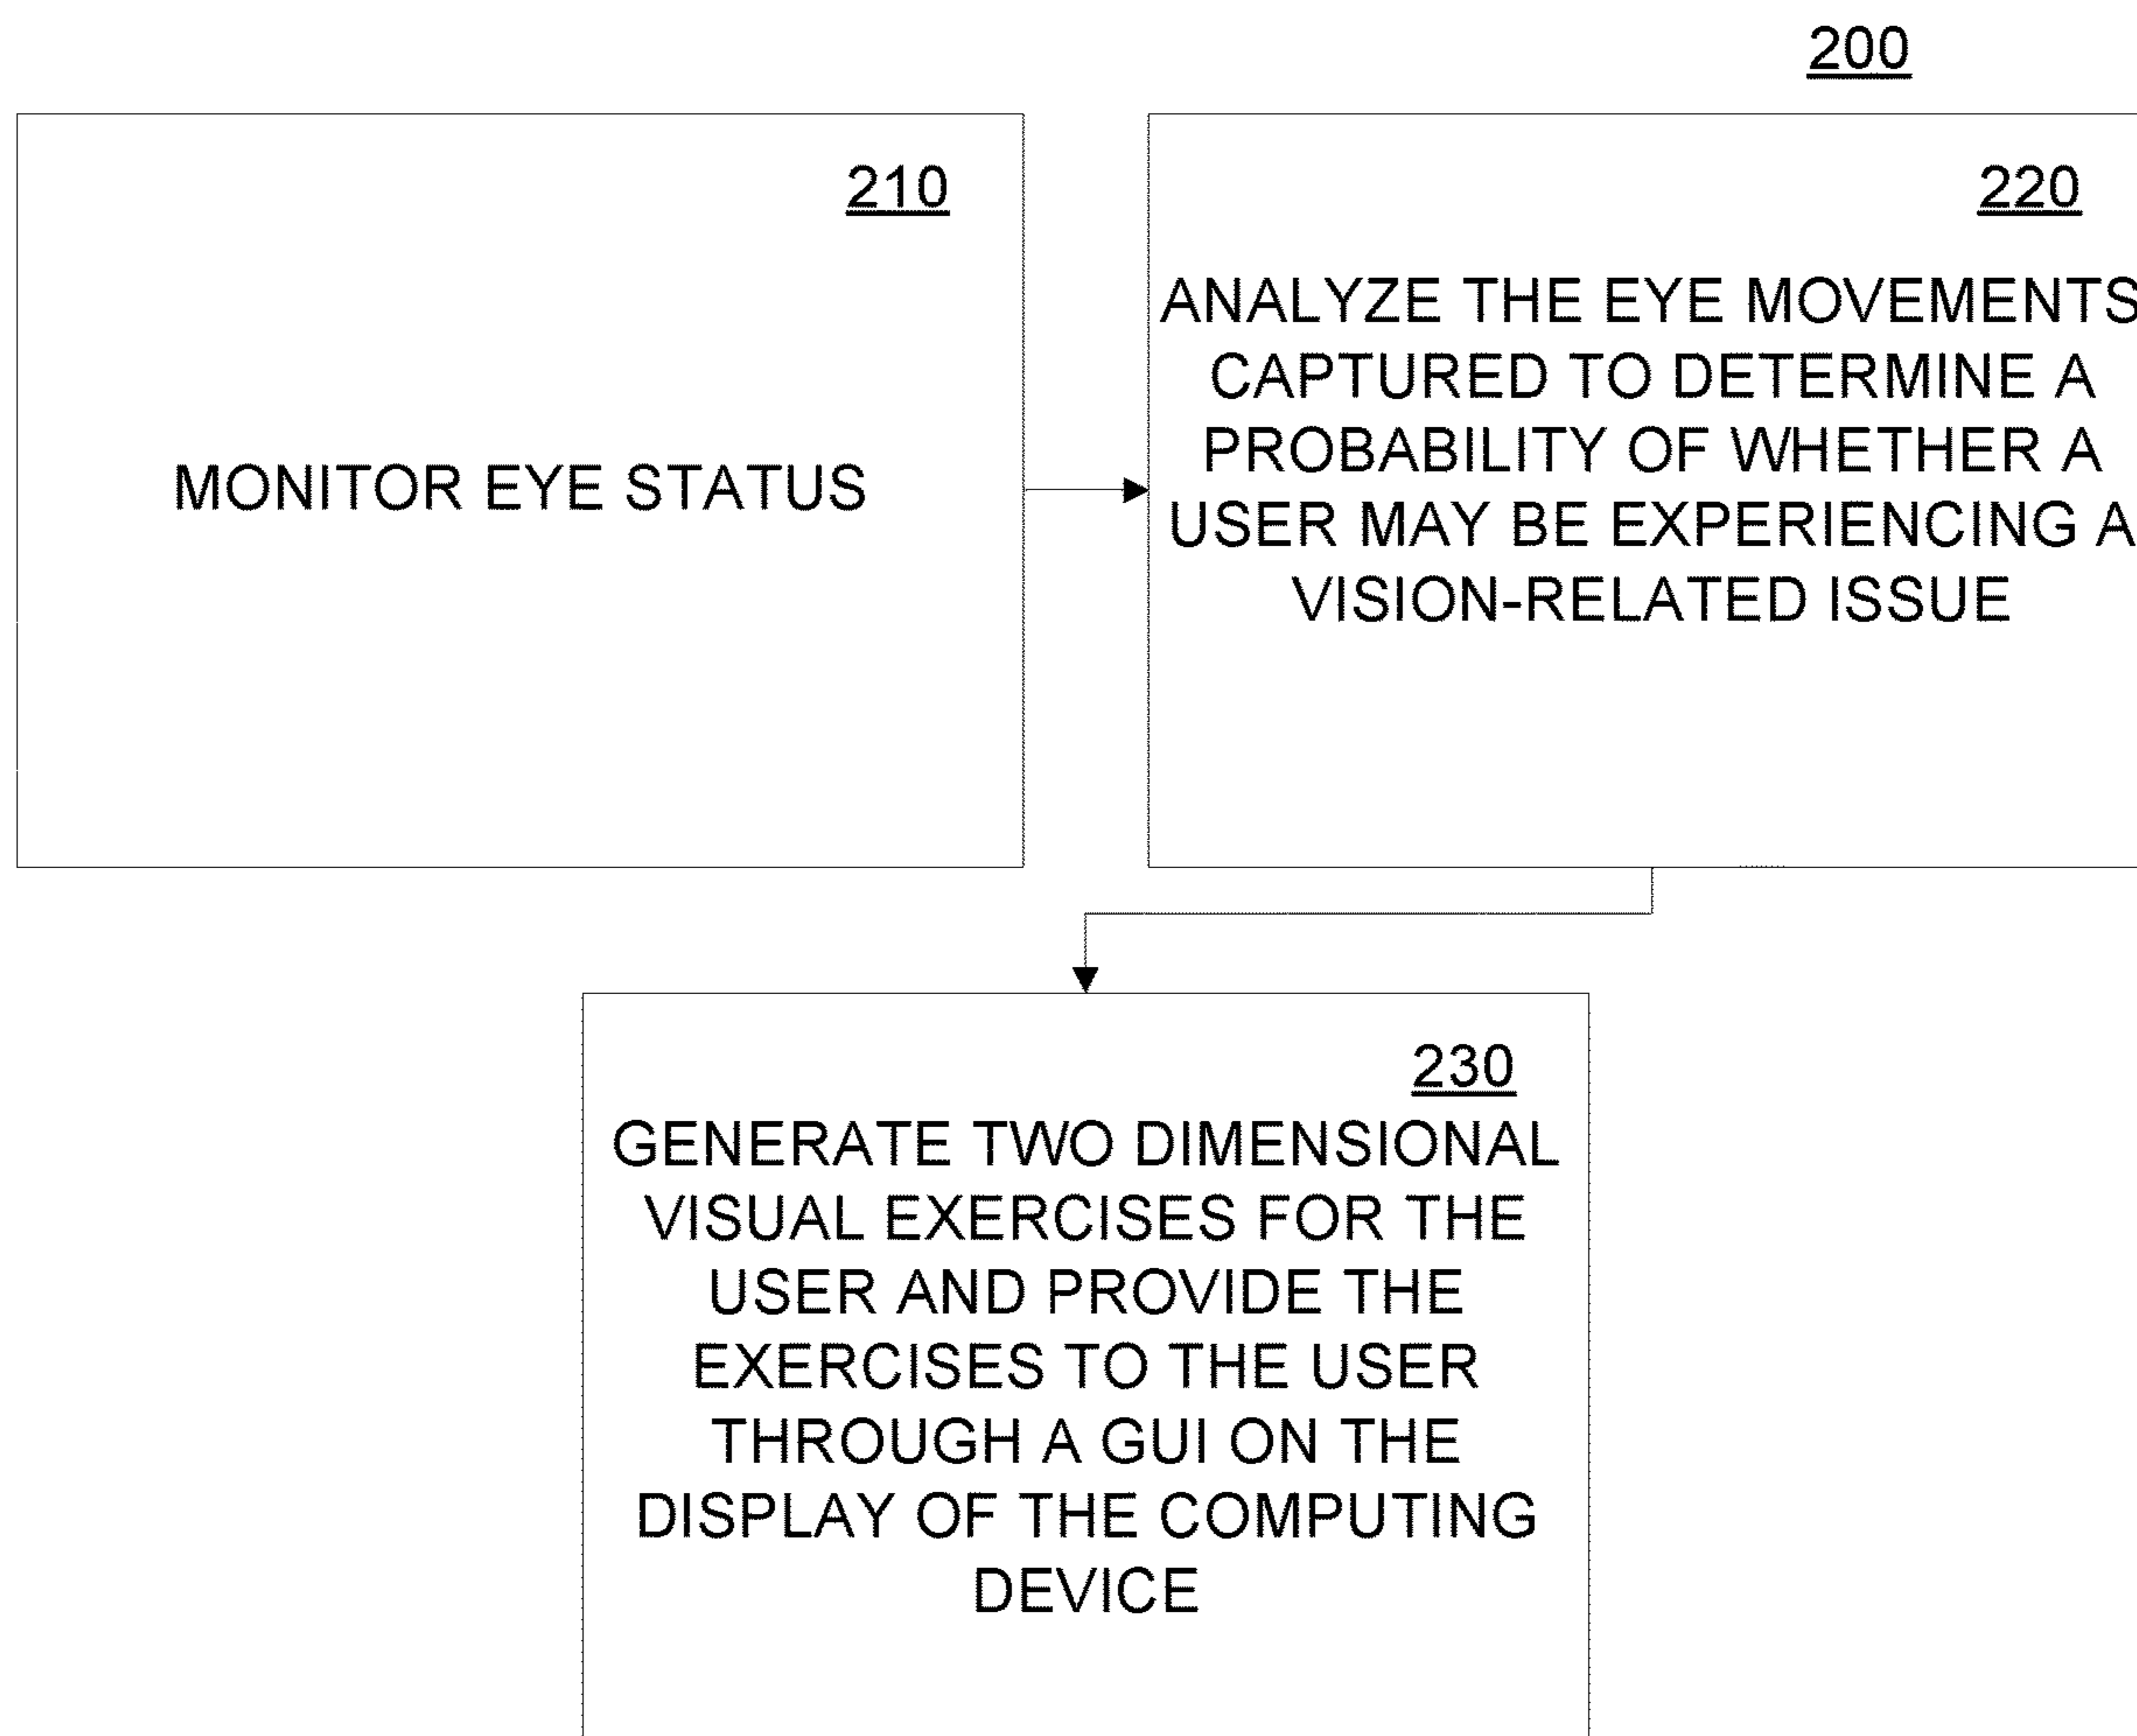 200
210
MONITOR EYE STATUS
220
ANALYZE THE EYE MOVEMENTS
CAPTURED TO DETERMINE A
PROBABILITY OF WHETHER A
USER MAY BE EXPERIENCING A
VISION-RELATED ISSUE
230
GENERATE TWO DIMENSIONAL
VISUAL EXERCISES FOR THE
USER AND PROVIDE THE
EXERCISES TO THE USER
THROUGH A GUI ON THE
DISPLAY OF THE COMPUTING
DEVICE